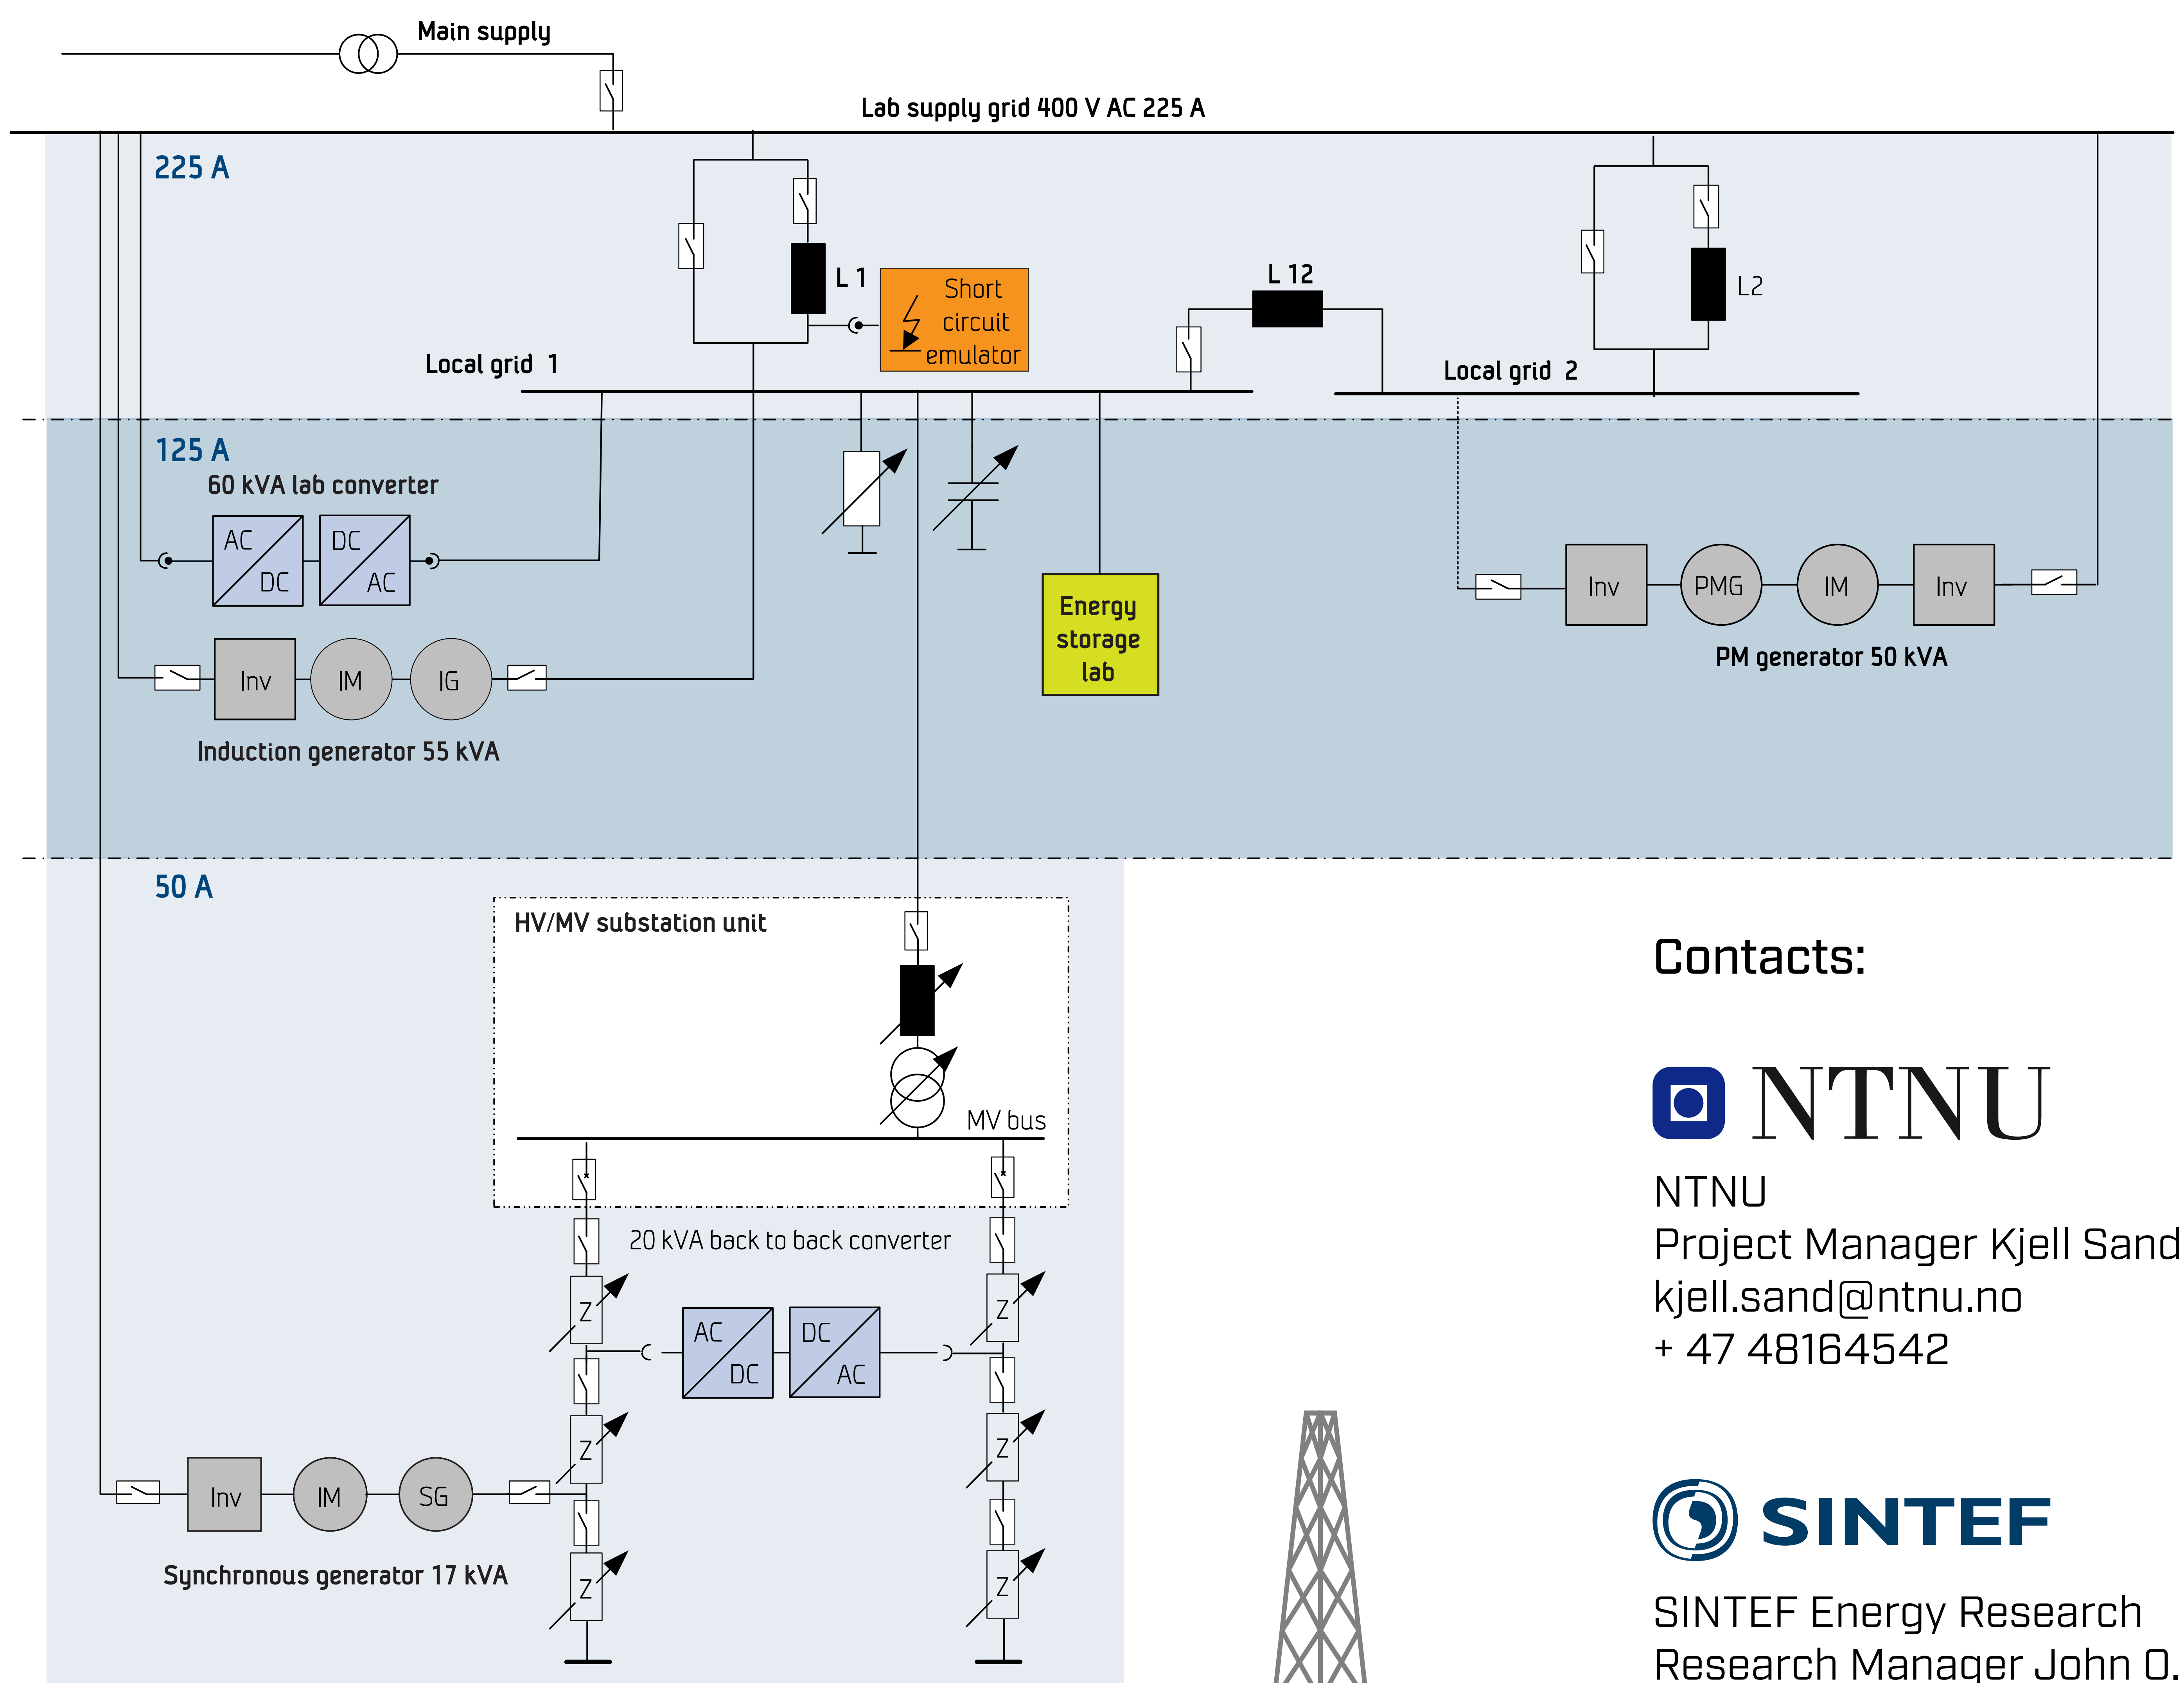 Main supply
Lab supply grid 400 V AC 225 A
225 A
L 1
Short
circuit
emulator
L 12
L2
Local grid 1
Local grid 2
125 A
60 kVA lab converter
AC
DC
DC
AC
Inv
IM
IG
Induction generator 55 kVA
Energy
storage
lab
Inv
PMG
IM
Inv
PM generator 50 kVA
50 A
HV/MV substation unit
MV bus
20 kVA back to back converter
Z
Z
AC
DC
DC
AC
Z
Z
Inv
IM
SG
Synchronous generator 17 kVA
Z
Z
Contacts:
NTNU
NTNU
Project Manager Kjell Sand
kjell.sand@ntnu.no
+ 47 48164542
SINTEF
SINTEF Energy Research
Research Manager John O.